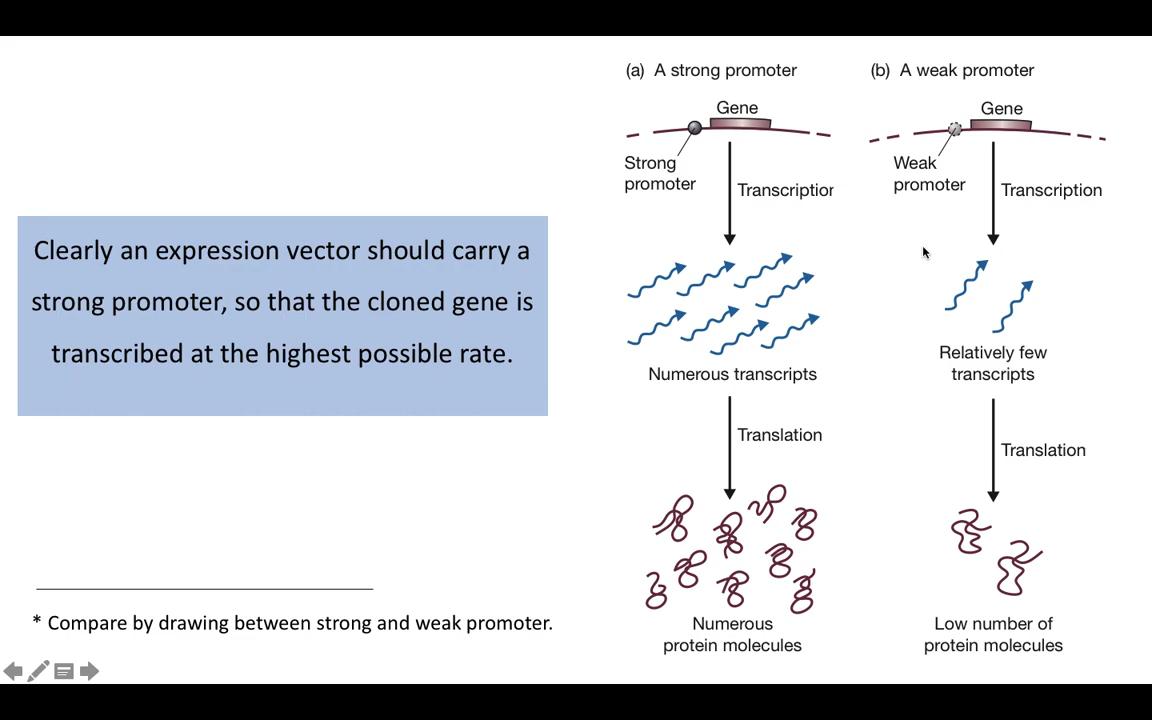 Clearly an expression vector should carry a
strong promoter, so that the cloned gene is
transcribed at the highest possible rate.
* Compare by drawing between strong and weak promoter.
(a) A strong promoter
Gene
Strong
promoter
Transcription
Numerous transcripts
Translation
Numerous
protein molecules
(b) A weak promoter
Gene
Weak
promoter
Transcription
Relatively few
transcripts
Translation
Low number of
protein molecules